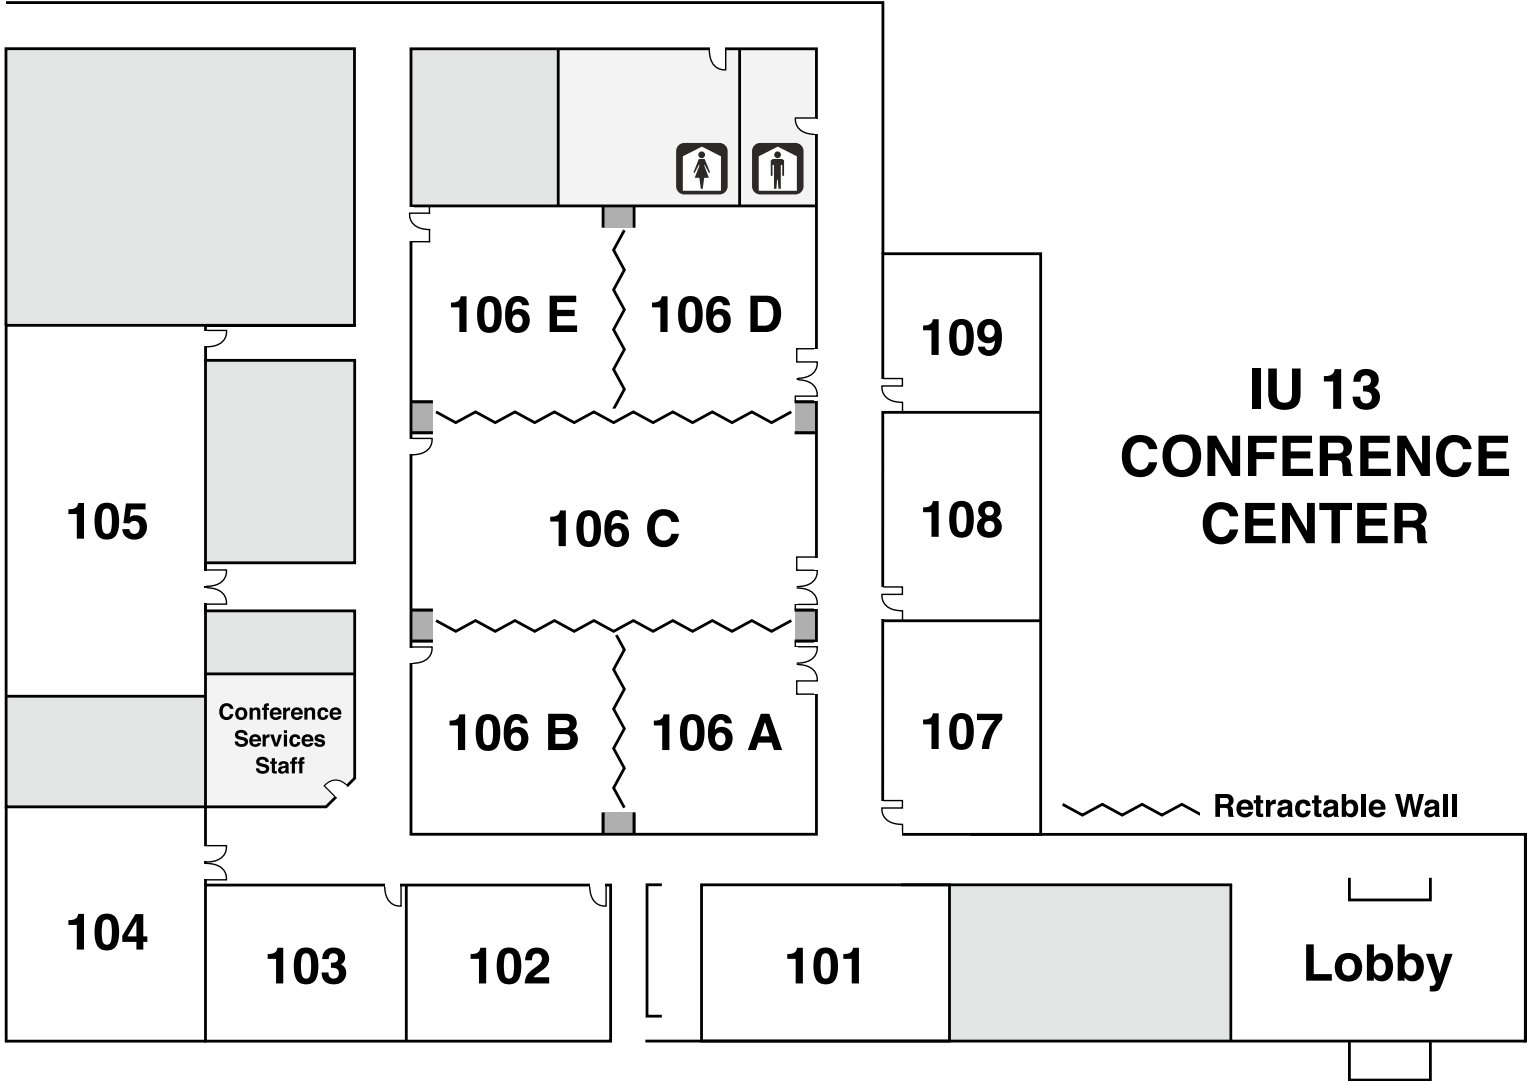 106 E
106 D
109
IU 13
CONFERENCE
CENTER
105
106 C
108
Conference
Services
Staff
106 B
106 A
107
Retractable Wall
104
103
102
101
Lobby